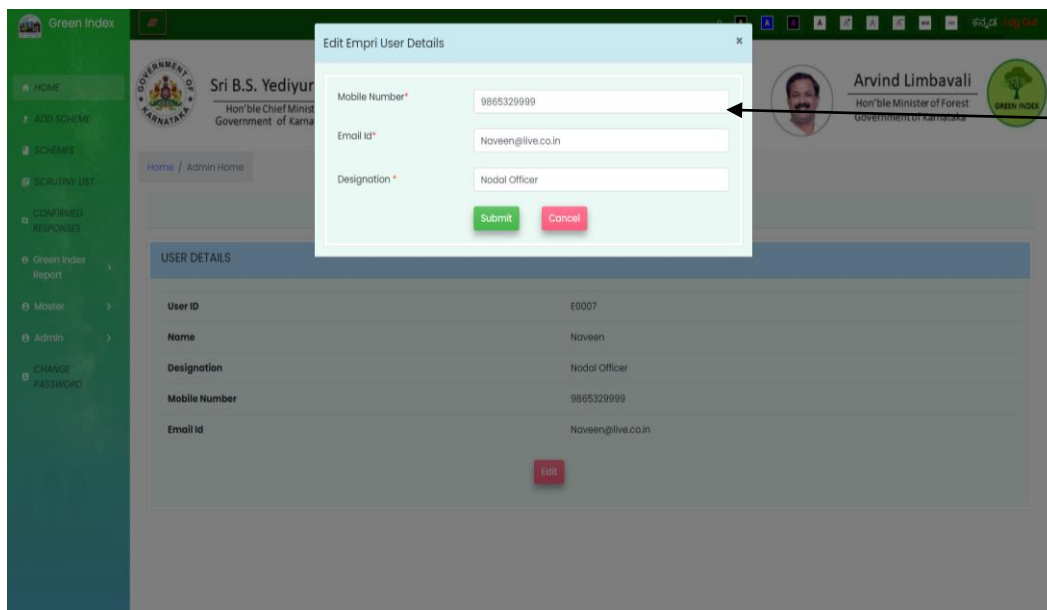 Green Index
ಕನ್ನಡ Log Out
Edit Empri User Details
x
Mobile Number*
9865329999
Email Id*
Naveen@live.co.in
Designation *
Nodal Officer
Submit
Cancel
Sri B.S. Yediyur
Hon'ble Chief Minist
Government of Karna
Arvind Limbavali
Hon'ble Minister of Forest
Government of Karnataka
GREEN INDEX
HOME
ADD SCHEME
SCHEMES
SCRUTINY LIST
CONFIRMED
RESPONSES
Green Index
Report
Master
Admin
CHANGE
PASSWORD
Home / Admin Home
USER DETAILS
User ID
E0007
Name
Naveen
Designation
Nodal Officer
Mobile Number
9865329999
Email Id
Naveen@live.co.in
Edit